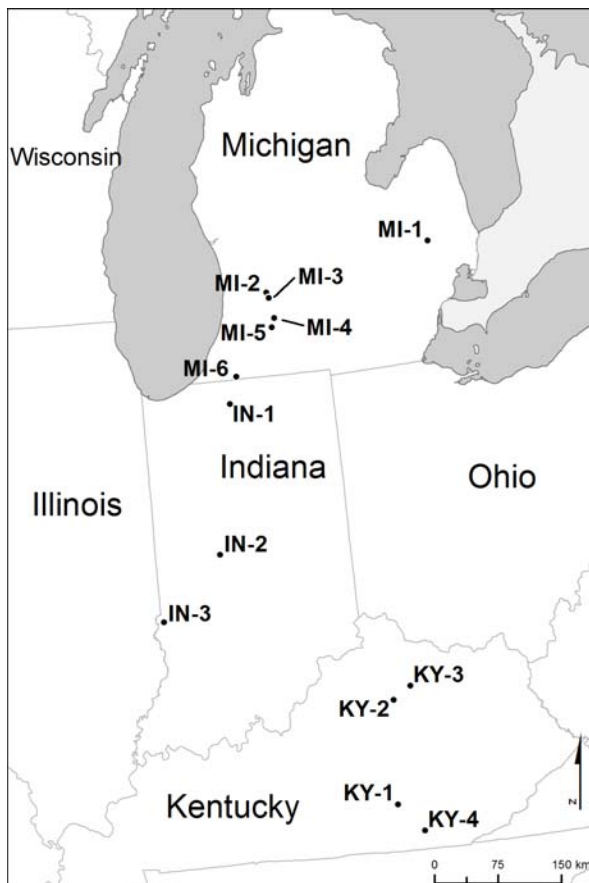 Michigan
Wisconsin
MI-1
MI-2
MI-3
MI-4
MI-5
MI-6
IN-1
Indiana
Ohio
Illinois
IN-2
IN-3
KY-3
KY-2
KY-1
Kentucky
KY-4
N
0 75 150 km